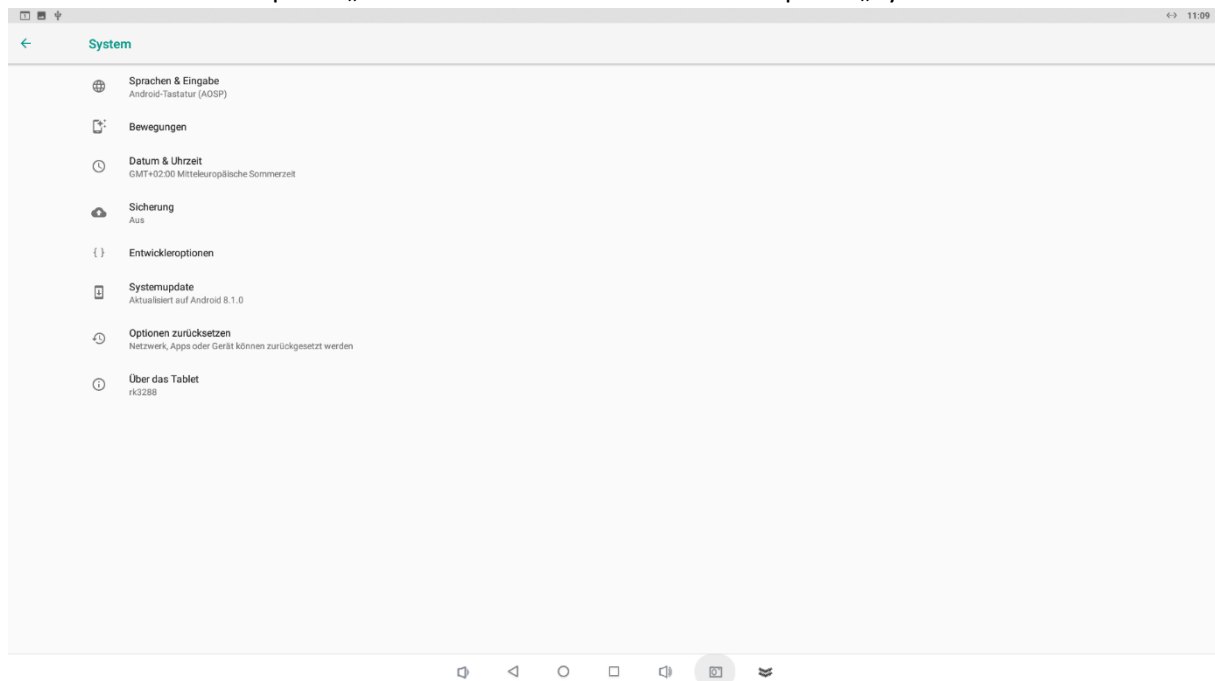 11:09
System
Sprachen & Eingabe
Android-Tastatur (AOSP)
Bewegungen
Datum & Uhrzeit
GMT+02:00 Mitteleuropäische Sommerzeit
Sicherung
Aus
{ } Entwickleroptionen
Systemupdate
Aktualisiert auf Android 8.1.0
Optionen zurücksetzen
Netzwerk, Apps oder Gerät können zurückgesetzt werden
Über das Tablet
rk3288